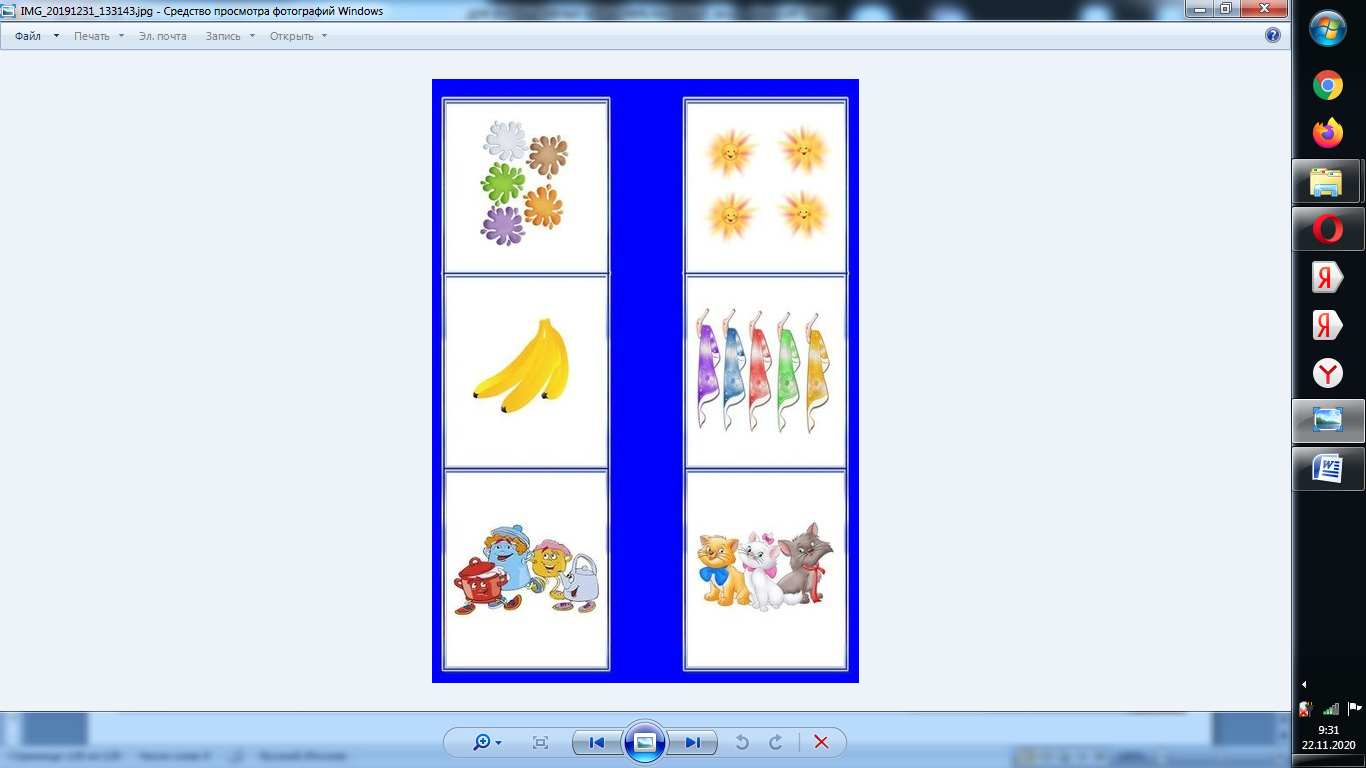 IMG_20191231_133143.jpg - Средство просмотра фотографий Windows
Файл Печать Эл. почта Запись Открыть
9:31
22.11.2020